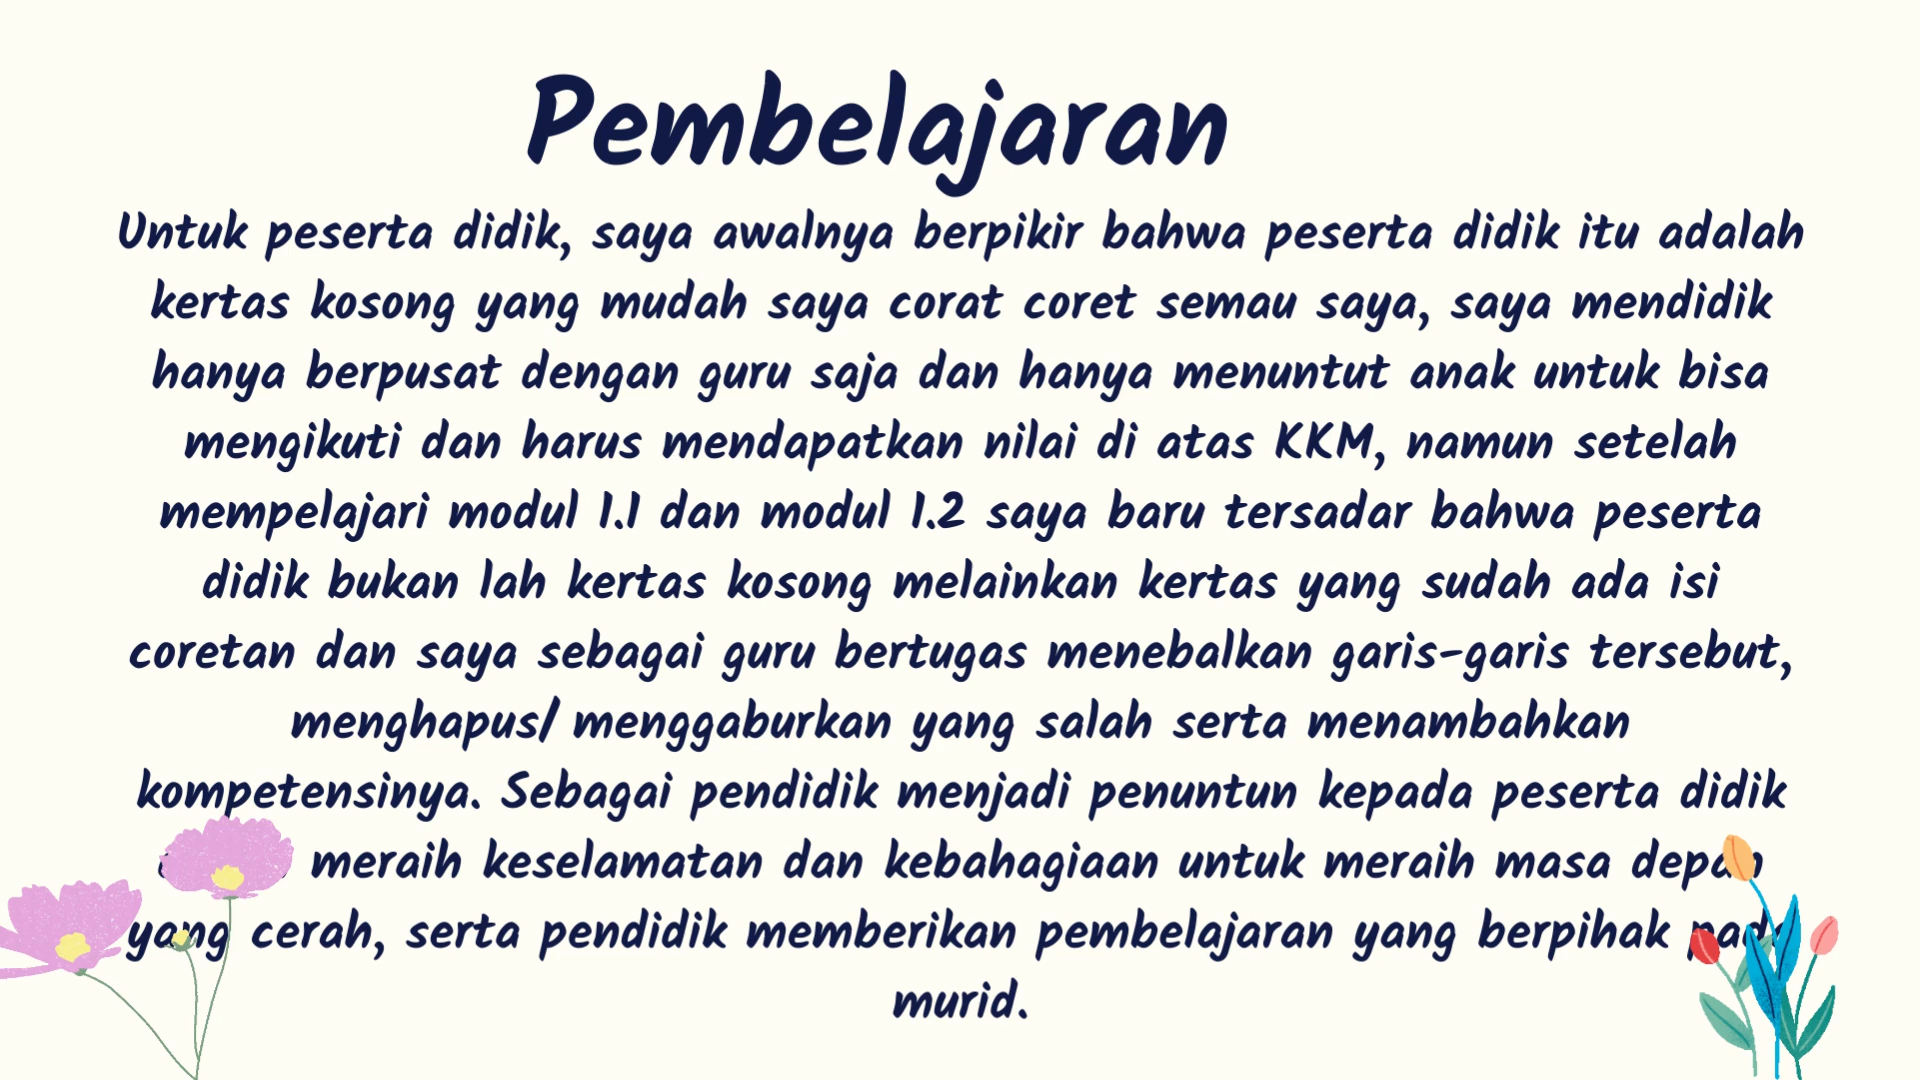 Pembelajaran
Untuk peserta didik, saya awalnya berpikir bahwa peserta didik itu adalah
kertas kosong yang mudah saya corat coret semau saya, saya mendidik
hanya berpusat dengan guru saja dan hanya menuntut anak untuk bisa
mengikuti dan harus mendapatkan nilai di atas KKM, namun setelah
mempelajari modul 1.1 dan modul 1.2 saya baru tersadar bahwa peserta
didik bukan lah kertas kosong melainkan kertas yang sudah ada isi
coretan dan saya sebagai guru bertugas menebalkan garis-garis tersebut,
menghapus/ menggaburkan yang salah serta menambahkan
kompetensinya. Sebagai pendidik menjadi penuntun kepada peserta didik
meraih keselamatan dan kebahagiaan untuk meraih masa depan
yang cerah, serta pendidik memberikan pembelajaran yang berpihak pada
murid.